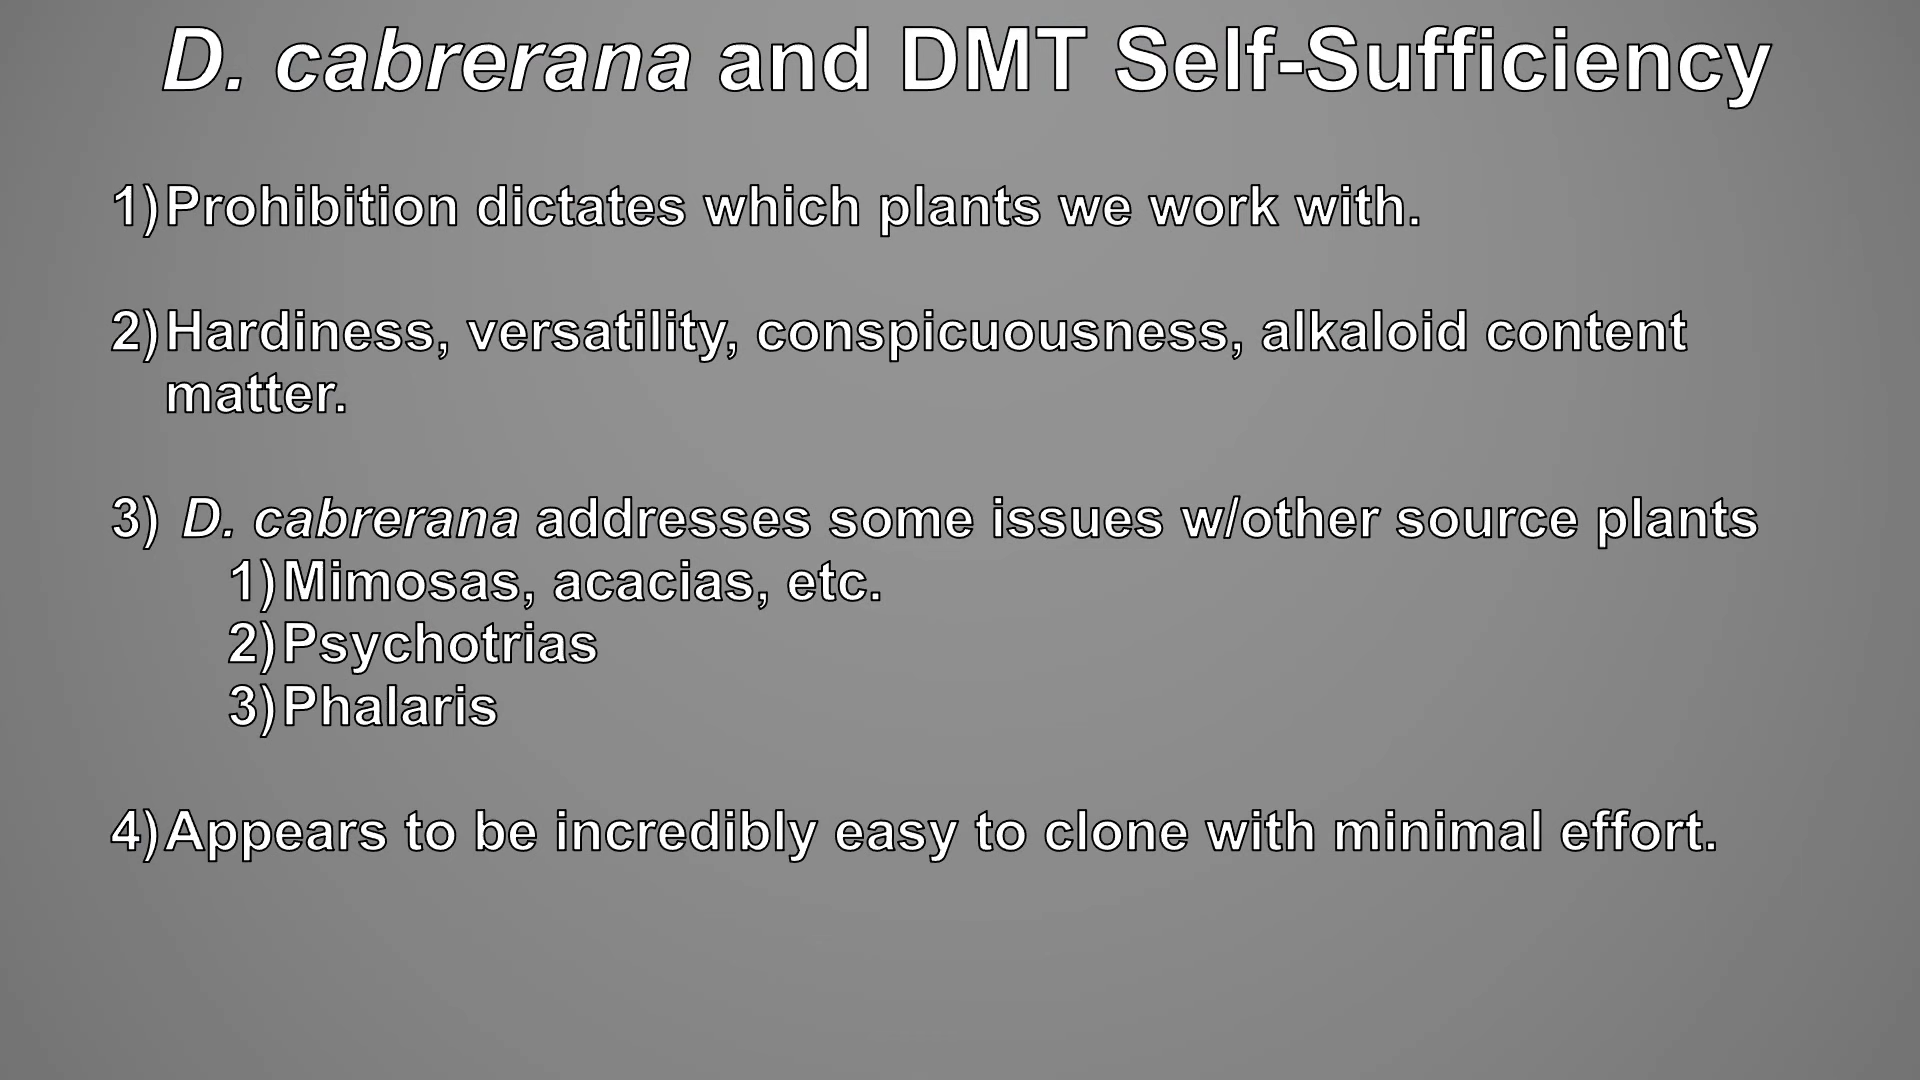 D. cabrerana and DMT Self-Sufficiency
1) Prohibition dictates which plants we work with.
2) Hardiness, versatility, conspicuousness, alkaloid content
matter.
3) D. cabrerana addresses some issues w/other source plants
1) Mimosas, acacias, etc.
2) Psychotrias
3) Phalaris
4) Appears to be incredibly easy to clone with minimal effort.